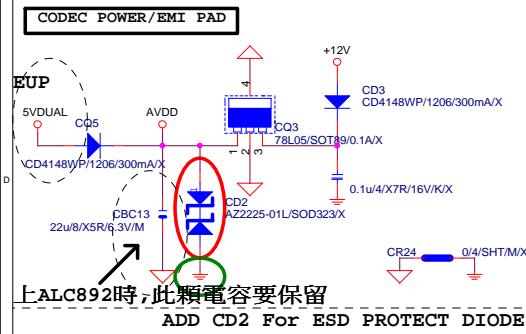 CODEC POWER/EMI PAD
+12V
EUP
4
CD3
CD4148WP/1206/300mA/X
5VDUAL
AVDD
CQ5
CQ3
78L05/SOT89/0.1A/X
1
2
3
CD4148WP/1206/300mA/X
D
0.1u/4/X7R/16V/K/X
CBC13
22u/8/X5R/6.3V/M
CD2
AZ2225-01L/SOD323/X
CR24
0/4/SHT/M/X
上ALC892時,此顆電容要保留
ADD CD2 For ESD PROTECT DIODE